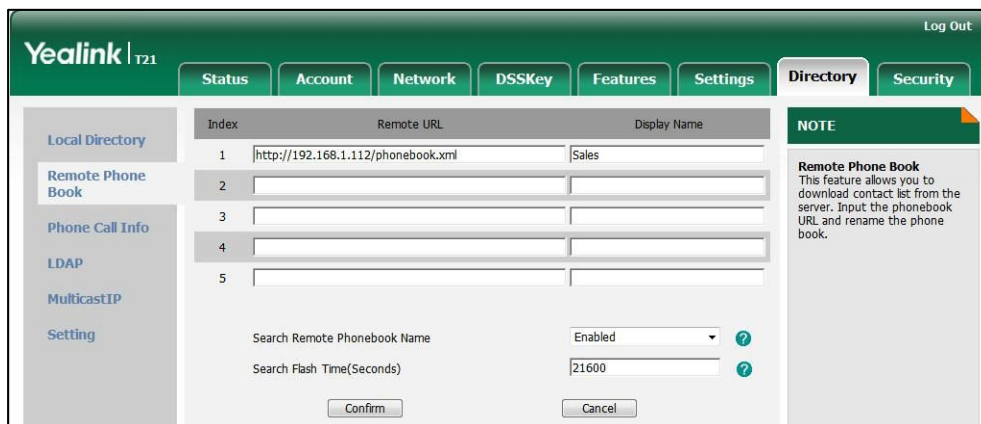 Log Out
Yealink T21
Status Account Network DSSKey Features Settings Directory Security
Local Directory
Remote Phone
Book
Phone Call Info
LDAP
MulticastIP
Setting
Index Remote URL Display Name
1 http://192.168.1.112/phonebook.xml Sales
2
3
4
5
Search Remote Phonebook Name Enabled ?
Search Flash Time(Seconds) 21600 ?
Confirm Cancel
NOTE
Remote Phone Book
This feature allows you to
download contact list from the
server. Input the phonebook
URL and rename the phone
book.